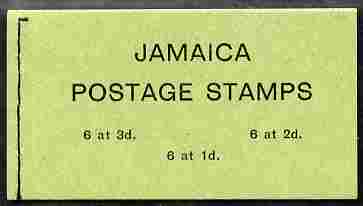 JAMAICA
POSTAGE STAMPS
6 at 3d. 6 at 2d.
6 at 1d.